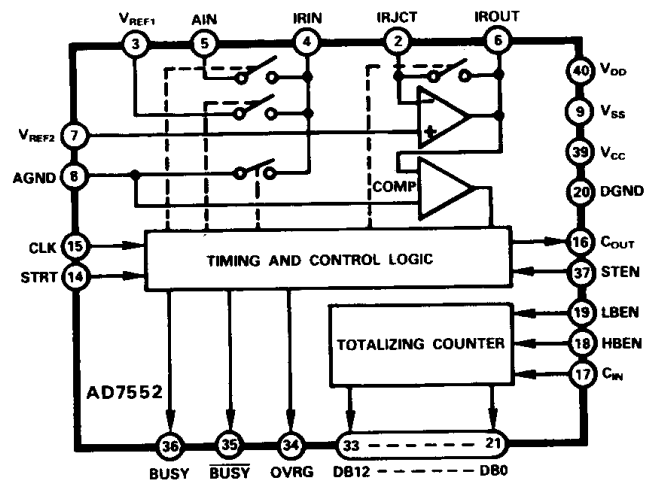 VREF1 AIN IRIN IRJCT IROUT
3 5 4 2 6
40 VDD
9 VSS
VREF2 7
39 VCC
AGND 8
COMP
20 DGND
CLK 15
16 COUT
TIMING AND CONTROL LOGIC
STRT 14
37 STEN
19 LBEN
TOTALIZING COUNTER
18 HBEN
17 CIN
AD7552
36 35 34 33 21
BUSY BUSY OVRG DB12 DB0